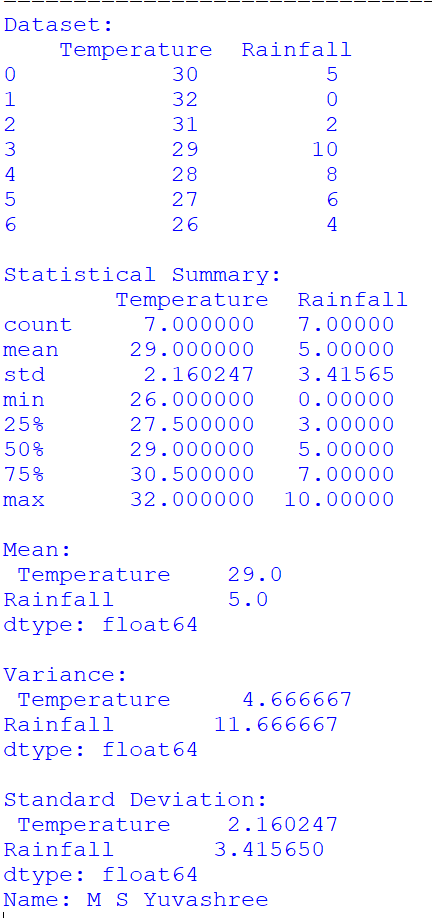 Dataset:
    Temperature  Rainfall
0            30         5
1            32         0
2            31         2
3            29        10
4            28         8
5            27         6
6            26         4
Statistical Summary:
        Temperature  Rainfall
count     7.000000   7.00000
mean     29.000000   5.00000
std       2.160247   3.41565
min      26.000000   0.00000
25%      27.500000   3.00000
50%      29.000000   5.00000
75%      30.500000   7.00000
max      32.000000  10.00000
Mean:
 Temperature    29.0
Rainfall        5.0
dtype: float64
Variance:
 Temperature     4.666667
Rainfall       11.666667
dtype: float64
Standard Deviation:
 Temperature    2.160247
Rainfall       3.415650
dtype: float64
Name: M S Yuvashree